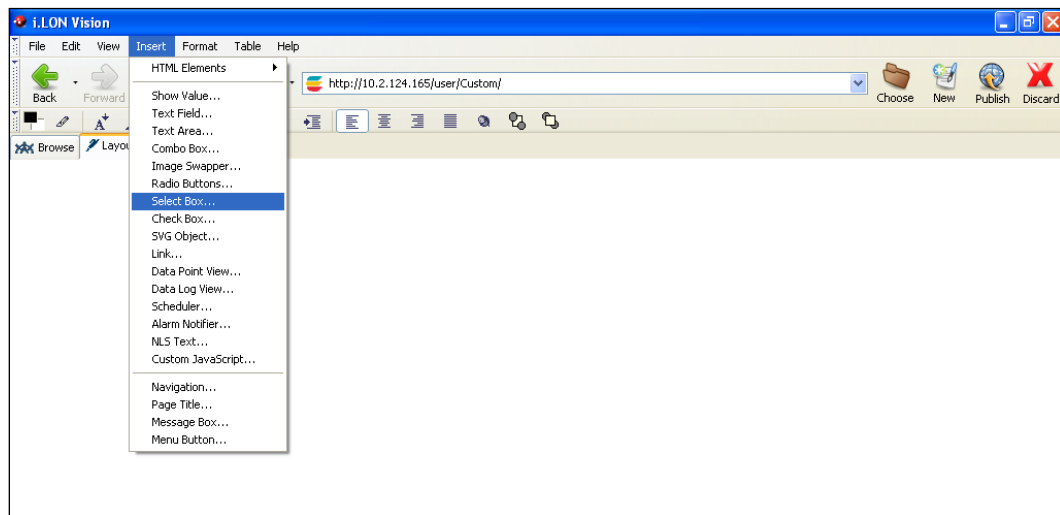 i.LON Vision
File Edit View Insert Format Table Help
Back Forward
http://10.2.124.165/user/Custom/
Choose New Publish Discard
Browse
HTML Elements
Show Value...
Text Field...
Text Area...
Combo Box...
Image Swapper...
Radio Buttons...
Select Box...
Check Box...
SVG Object...
Link...
Data Point View...
Data Log View...
Scheduler...
Alarm Notifier...
NLS Text...
Custom JavaScript...
Navigation...
Page Title...
Message Box...
Menu Button...